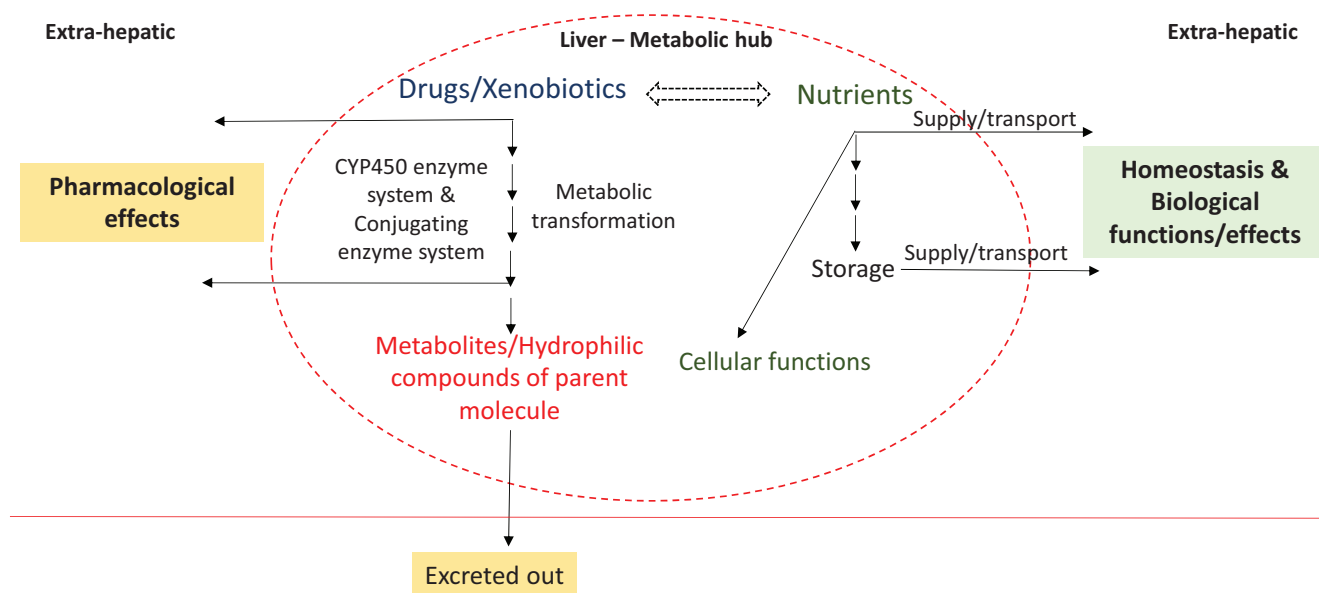 Extra-hepatic
Liver – Metabolic hub
Extra-hepatic
Drugs/Xenobiotics
Nutrients
Supply/transport
Pharmacological
effects
CYP450 enzyme
system &
Conjugating
enzyme system
Metabolic
transformation
Homeostasis &
Biological
functions/effects
Storage
Supply/transport
Metabolites/Hydrophilic
compounds of parent
molecule
Cellular functions
Excreted out